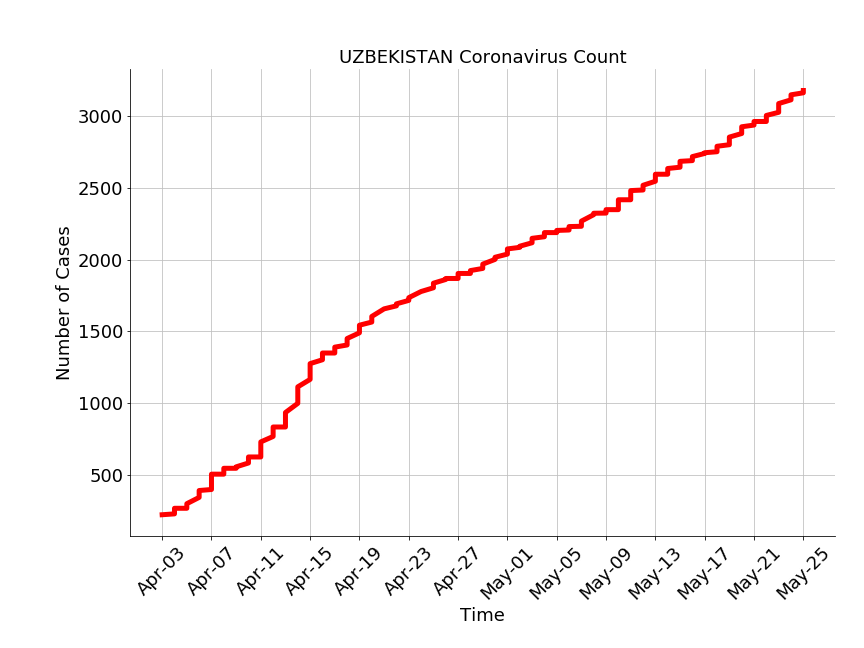 UZBEKISTAN Coronavirus Count
Number of Cases
3000
2500
2000
1500
1000
500
Apr-03
Apr-07
Apr-11
Apr-15
Apr-19
Apr-23
Apr-27
May-01
May-05
May-09
May-13
May-17
May-21
May-25
Time